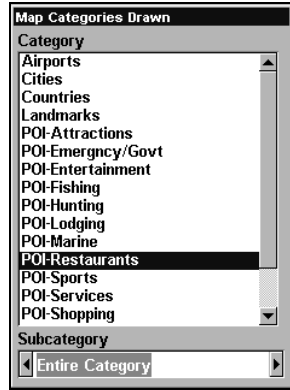 Map Categories Drawn
Category
Airports
Cities
Countries
Landmarks
POI-Attractions
POI-Emergncy/Govt
POI-Entertainment
POI-Fishing
POI-Hunting
POI-Lodging
POI-Marine
POI-Restaurants
POI-Sports
POI-Services
POI-Shopping
Subcategory
Entire Category